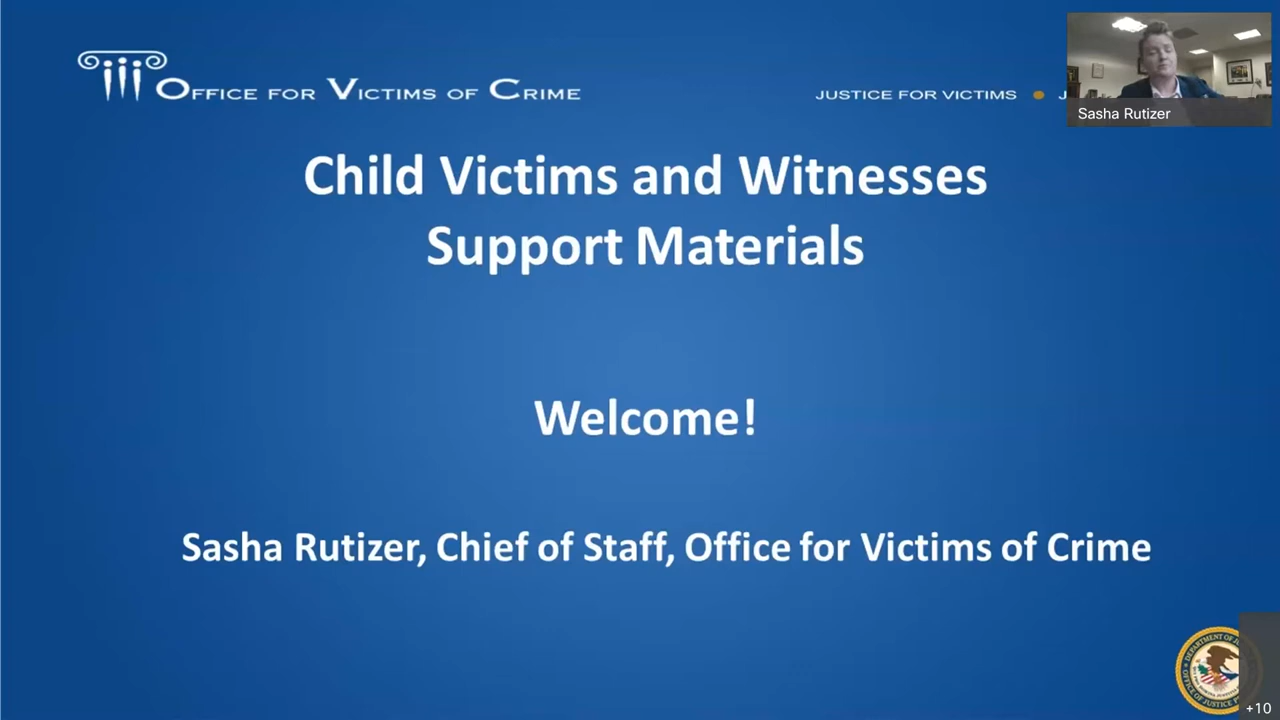 OFFICE FOR VICTIMS OF CRIME
JUSTICE FOR VICTIMS
Sasha Rutizer
Child Victims and Witnesses
Support Materials
Welcome!
Sasha Rutizer, Chief of Staff, Office for Victims of Crime
+10